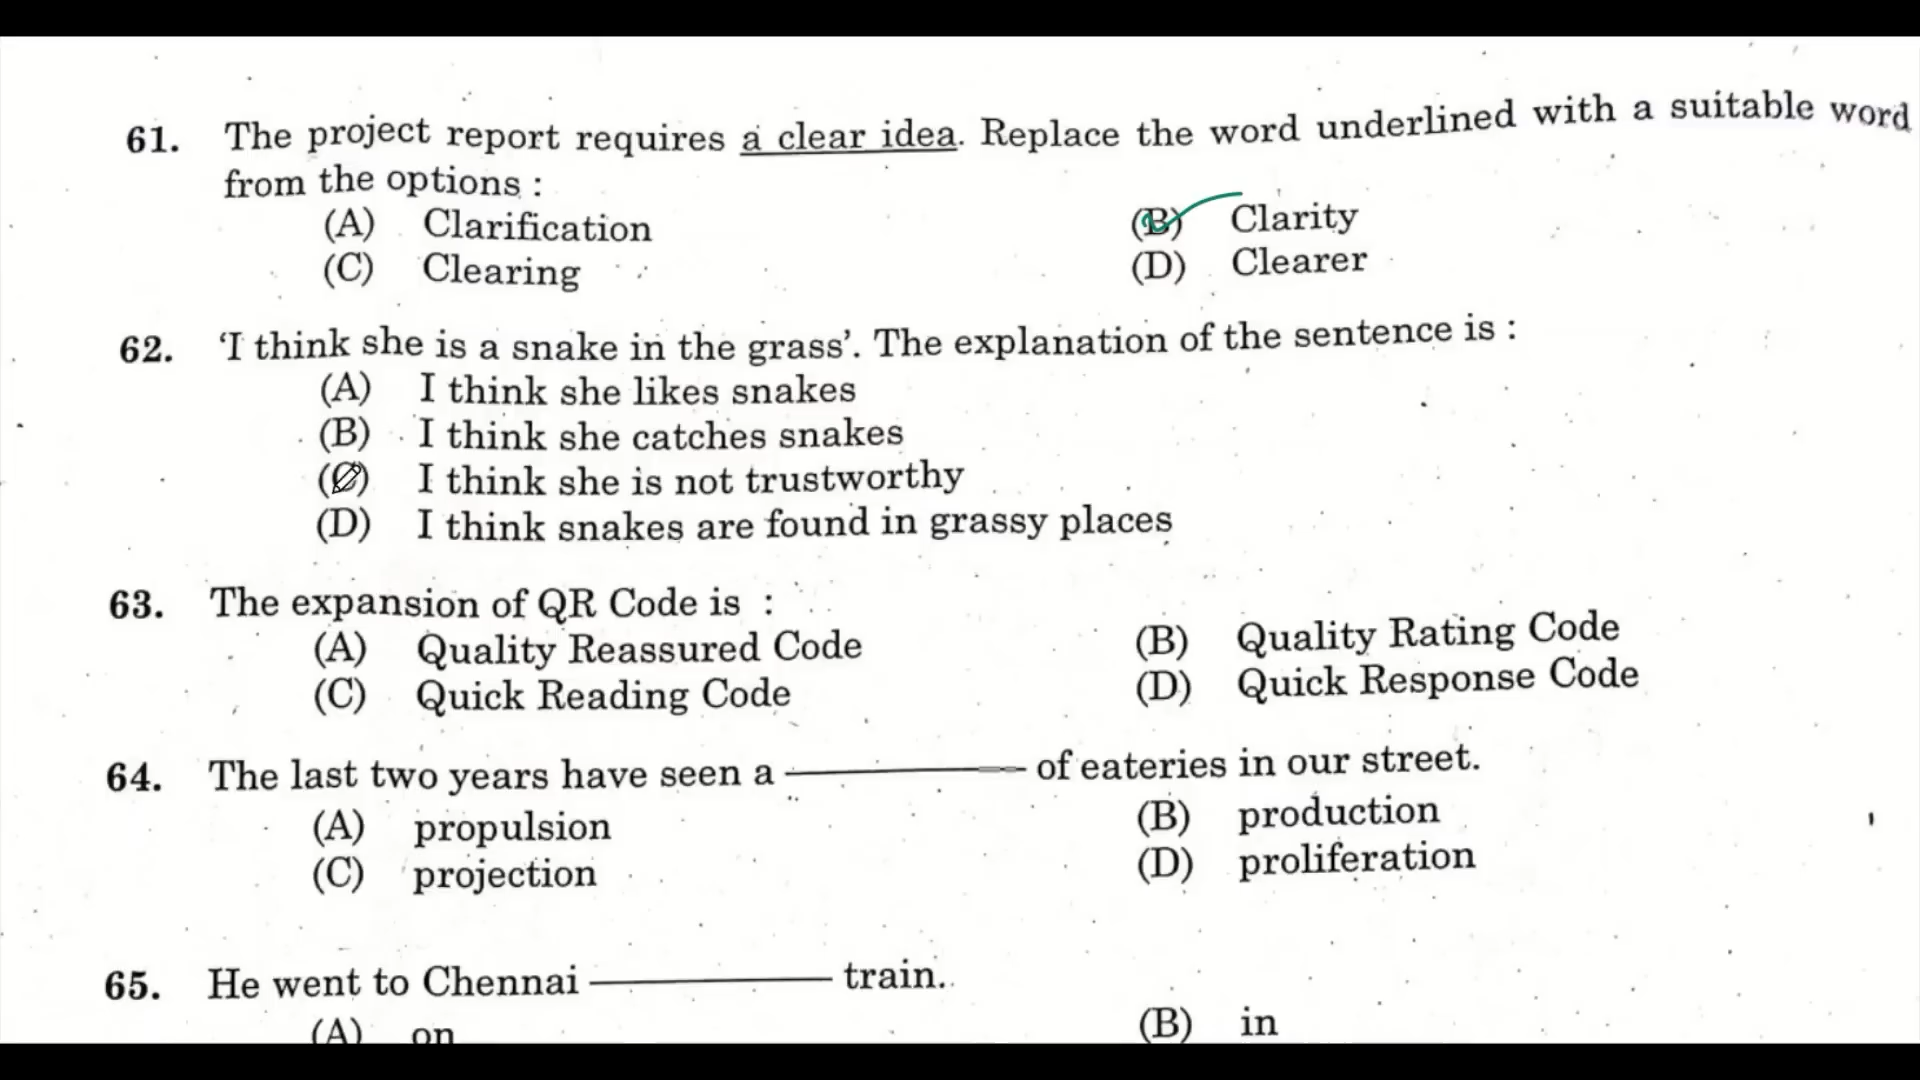 61. The project report requires a clear idea. Replace the word underlined with a suitable word
from the options :
(A) Clarification (B) Clarity
(C) Clearing (D) Clearer
62. 'I think she is a snake in the grass'. The explanation of the sentence is :
(A) I think she likes snakes
(B) I think she catches snakes
(C) I think she is not trustworthy
(D) I think snakes are found in grassy places
63. The expansion of QR Code is :
(A) Quality Reassured Code (B) Quality Rating Code
(C) Quick Reading Code (D) Quick Response Code
64. The last two years have seen a ———— of eateries in our street.
(A) propulsion (B) production
(C) projection (D) proliferation
65. He went to Chennai ———— train.
(A) on (B) in